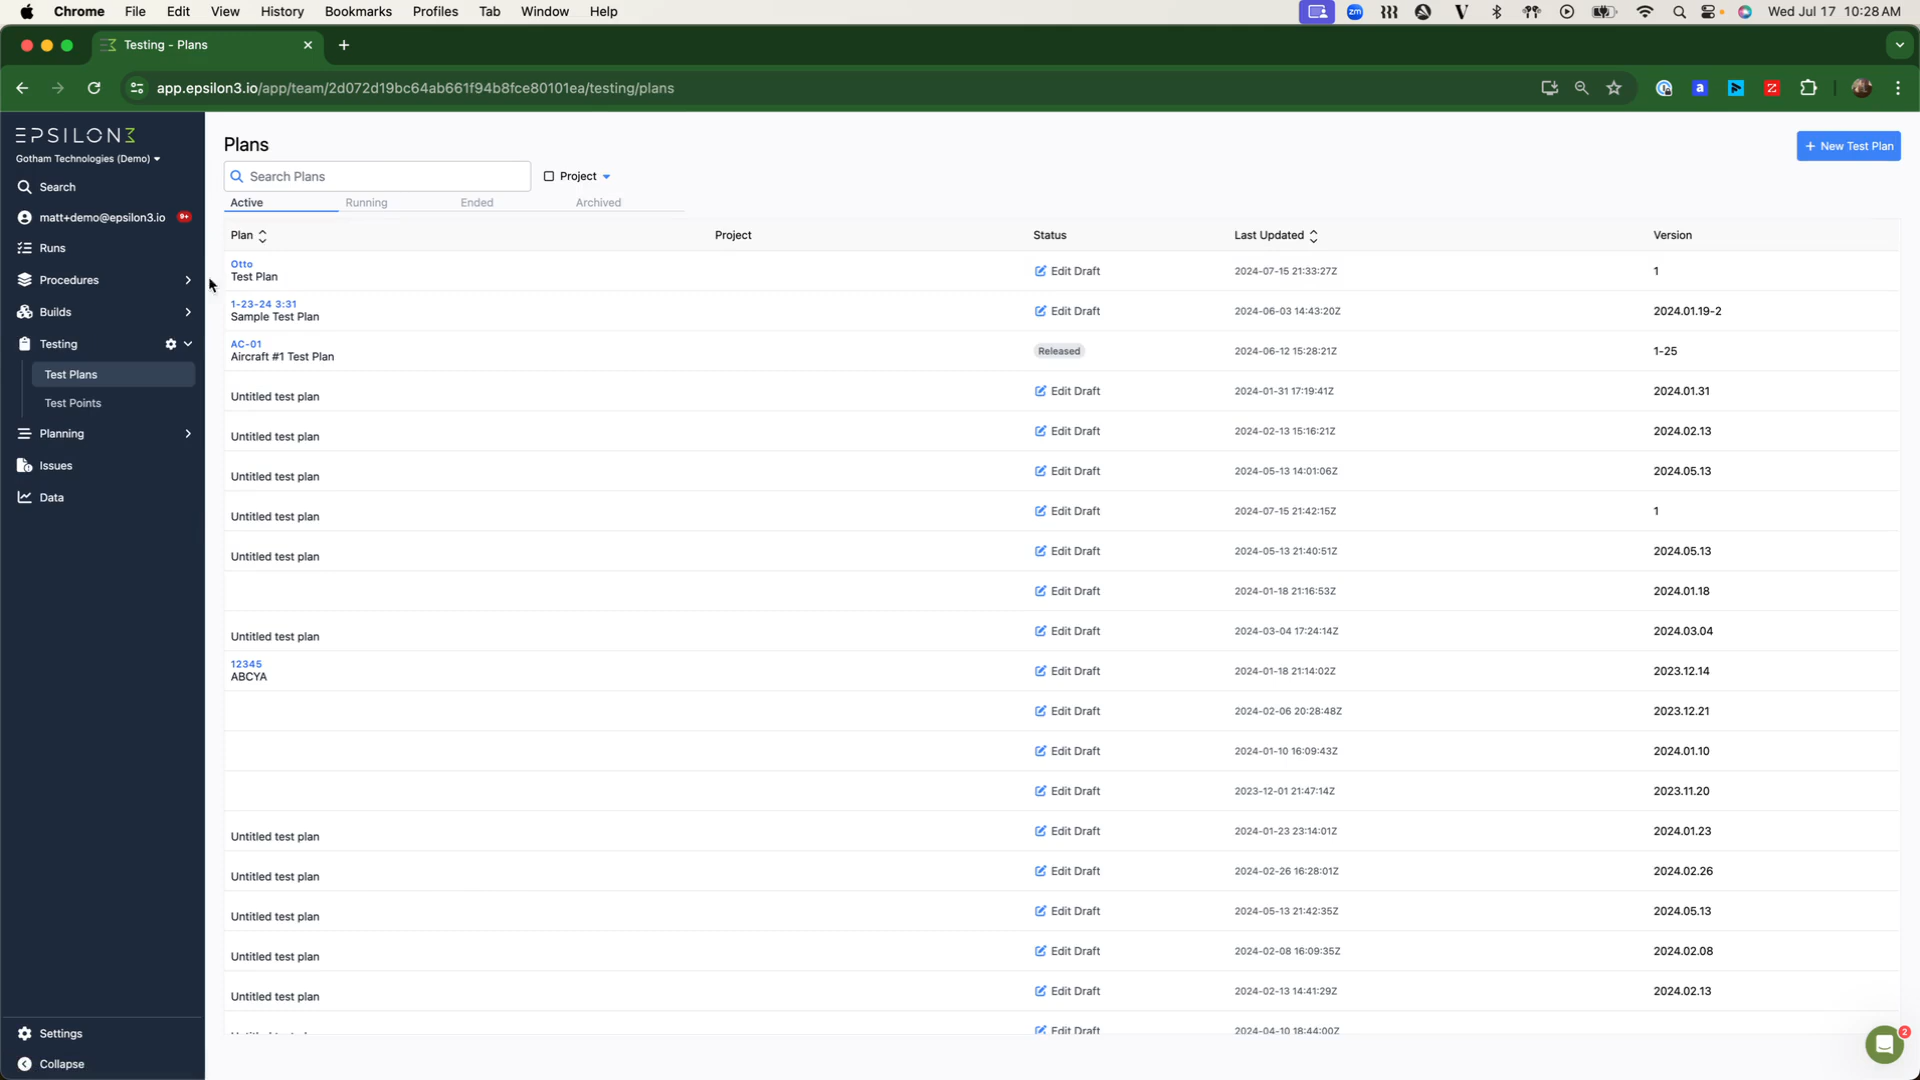 Chrome File Edit View History Bookmarks Profiles Tab Window Help Wed Jul 17 10:28 AM
Testing - Plans
app.epsilon3.io/app/team/2d072d19bc64ab661f94b8fce80101ea/testing/plans
EPSILON3
Gotham Technologies (Demo)
Search
matt+demo@epsilon3.io 9+
Runs
Procedures
Builds
Testing
Test Plans
Test Points
Planning
Issues
Data
Settings
Collapse
Plans
+ New Test Plan
Search Plans Project
Active Running Ended Archived
Plan Project Status Last Updated Version
Otto
Test Plan Edit Draft 2024-07-15 21:33:27Z 1
1-23-24 3:31
Sample Test Plan Edit Draft 2024-06-03 14:43:20Z 2024.01.19-2
AC-01
Aircraft #1 Test Plan Released 2024-06-12 15:28:21Z 1-25
Untitled test plan Edit Draft 2024-01-31 17:19:41Z 2024.01.31
Untitled test plan Edit Draft 2024-02-13 15:16:21Z 2024.02.13
Untitled test plan Edit Draft 2024-05-13 14:01:06Z 2024.05.13
Untitled test plan Edit Draft 2024-07-15 21:42:15Z 1
Untitled test plan Edit Draft 2024-05-13 21:40:51Z 2024.05.13
Edit Draft 2024-01-18 21:16:53Z 2024.01.18
Untitled test plan Edit Draft 2024-03-04 17:24:14Z 2024.03.04
12345
ABCYA Edit Draft 2024-01-18 21:14:02Z 2023.12.14
Edit Draft 2024-02-06 20:28:48Z 2023.12.21
Edit Draft 2024-01-10 16:09:43Z 2024.01.10
Edit Draft 2023-12-01 21:47:14Z 2023.11.20
Untitled test plan Edit Draft 2024-01-23 23:14:01Z 2024.01.23
Untitled test plan Edit Draft 2024-02-26 16:28:01Z 2024.02.26
Untitled test plan Edit Draft 2024-05-13 21:42:35Z 2024.05.13
Untitled test plan Edit Draft 2024-02-08 16:09:35Z 2024.02.08
Untitled test plan Edit Draft 2024-02-13 14:41:29Z 2024.02.13
Edit Draft 2024-04-10 18:44:00Z
2